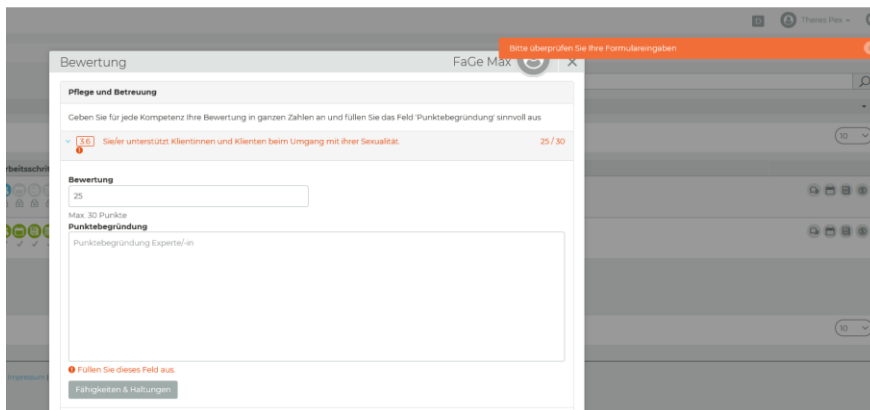 D
Theres Pex
Bitte überprüfen Sie Ihre Formulareingaben
Bewertung
FaGe Max
Pflege und Betreuung
Geben Sie für jede Kompetenz Ihre Bewertung in ganzen Zahlen an und füllen Sie das Feld 'Punktebegründung' sinnvoll aus
3.6 Sie/er unterstützt Klientinnen und Klienten beim Umgang mit ihrer Sexualität. 25 / 30
10
rbeitsschrit
Bewertung
25
Max. 30 Punkte
Punktebegründung
Punktebegründung Experte/-in
10
Füllen Sie dieses Feld aus.
Impressum |
Fähigkeiten & Haltungen